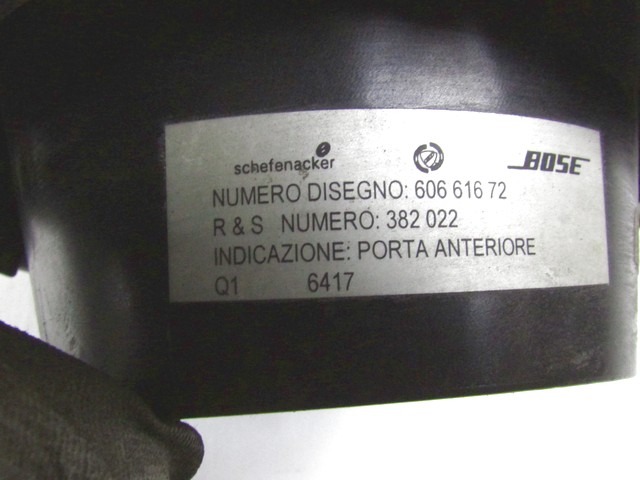 schefenacker BOSE
NUMERO DISEGNO: 606 616 72
R & S NUMERO: 382 022
INDICAZIONE: PORTA ANTERIORE
Q1 6417